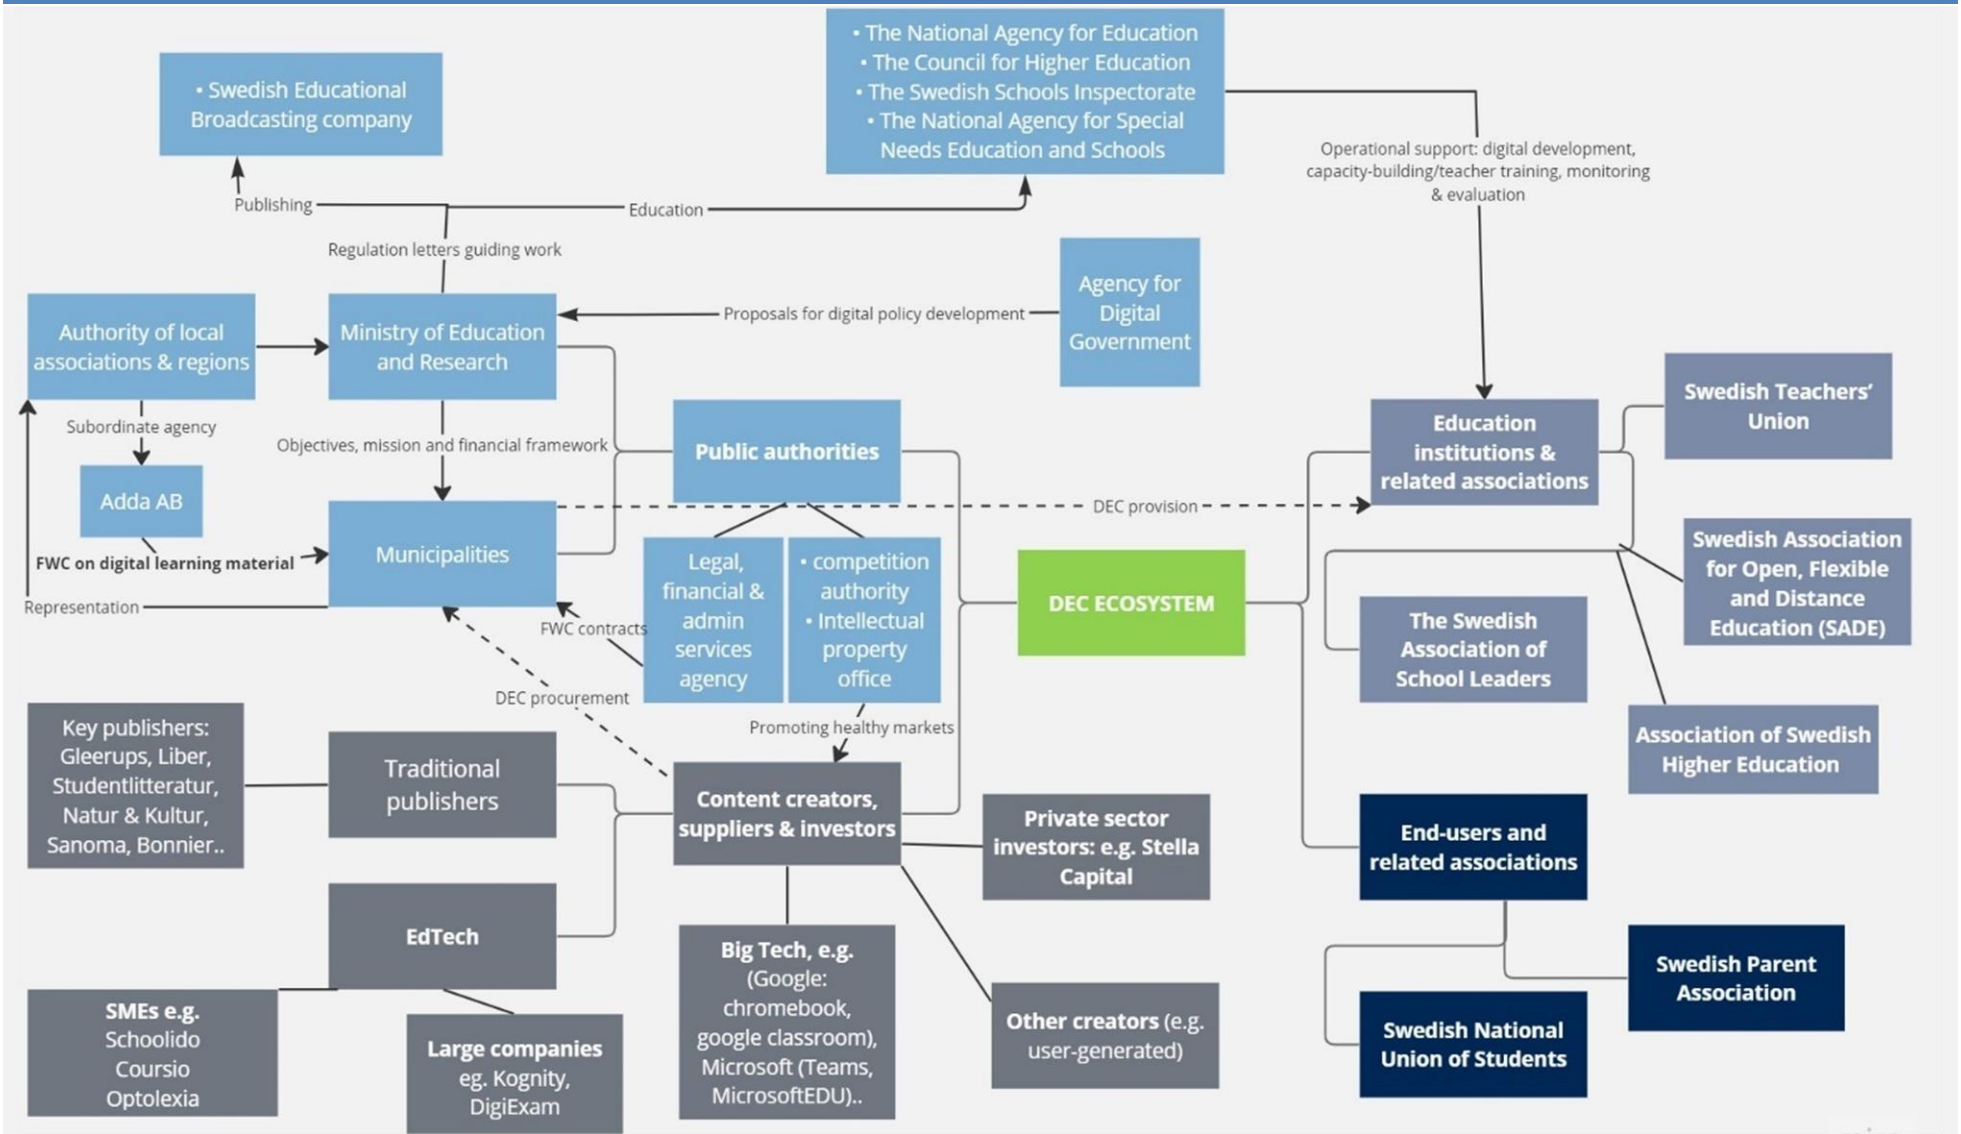 • The National Agency for Education
• The Council for Higher Education
• The Swedish Schools Inspectorate
• The National Agency for Special
Needs Education and Schools
• Swedish Educational
Broadcasting company
Operational support: digital development,
capacity-building/teacher training, monitoring
& evaluation
Publishing
Education
Regulation letters guiding work
Agency for
Digital
Government
Proposals for digital policy development
Authority of local
associations & regions
Ministry of Education
and Research
Subordinate agency
Objectives, mission and financial framework
Public authorities
Education
institutions &
related associations
Swedish Teachers’
Union
Adda AB
DEC provision
FWC on digital learning material
Municipalities
Representation
Legal,
financial &
admin
services
agency
• competition
authority
• Intellectual
property
office
FWC contracts
DEC ECOSYSTEM
Swedish Association
for Open, Flexible
and Distance
Education (SADE)
The Swedish
Association of
School Leaders
DEC procurement
Promoting healthy markets
Association of Swedish
Higher Education
Key publishers:
Gleerups, Liber,
Studentlitteratur,
Natur & Kultur,
Sanoma, Bonnier..
Traditional
publishers
Content creators,
suppliers & investors
Private sector
investors: e.g. Stella
Capital
End-users and
related associations
EdTech
Big Tech, e.g.
(Google:
chromebook,
google classroom),
Microsoft (Teams,
MicrosoftEDU)..
Other creators (e.g.
user-generated)
Swedish Parent
Association
Swedish National
Union of Students
SMEs e.g.
Schoolido
Coursio
Optolexia
Large companies
eg. Kognity,
DigiExam